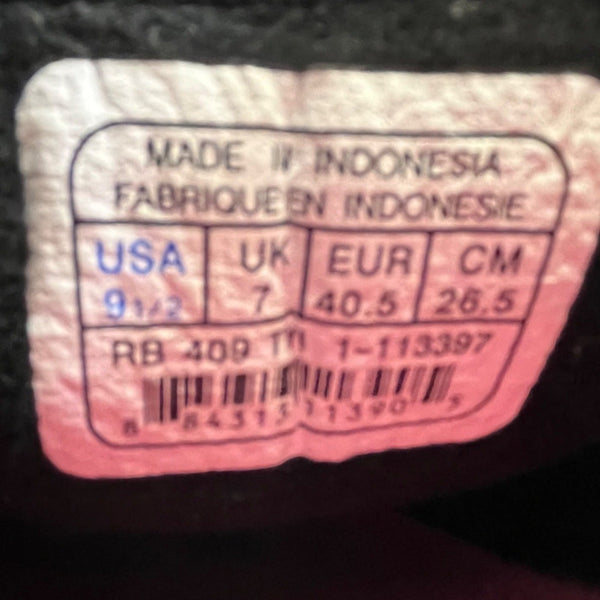 MADE IN INDONESIA
FABRIQUE EN INDONESIE
USA UK EUR CM
9 1/2 7 40.5 26.5
RB 409 1-113397